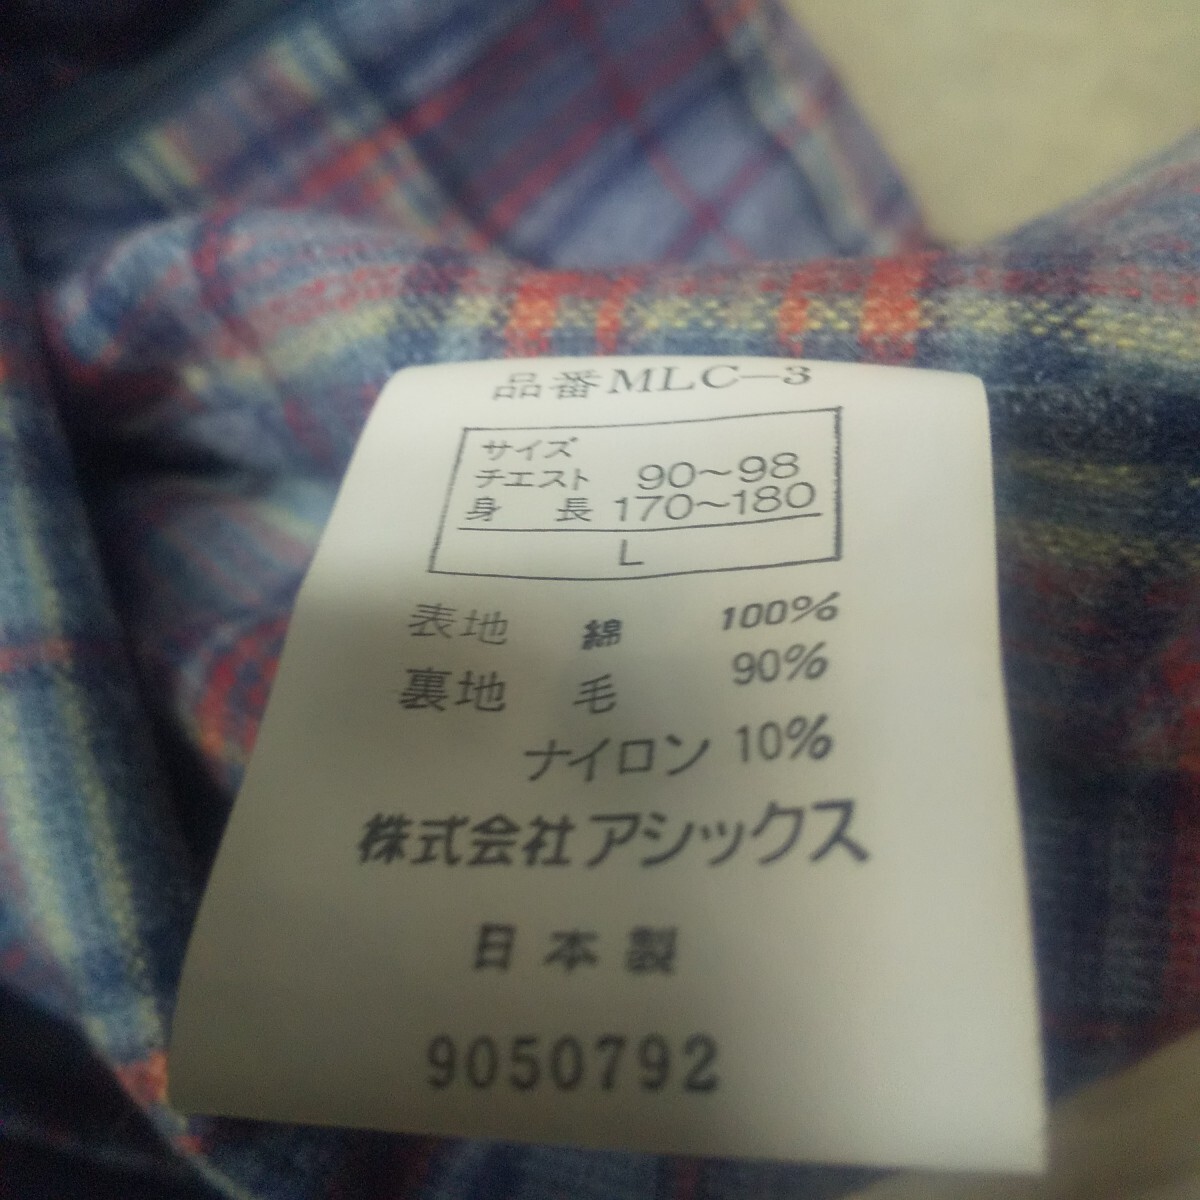 品番MLC-3
サイズ
チエスト 90〜98
身 長 170〜180
L
表地 綿 100%
裏地 毛 90%
ナイロン 10%
株式会社アシックス
日本製
9050792